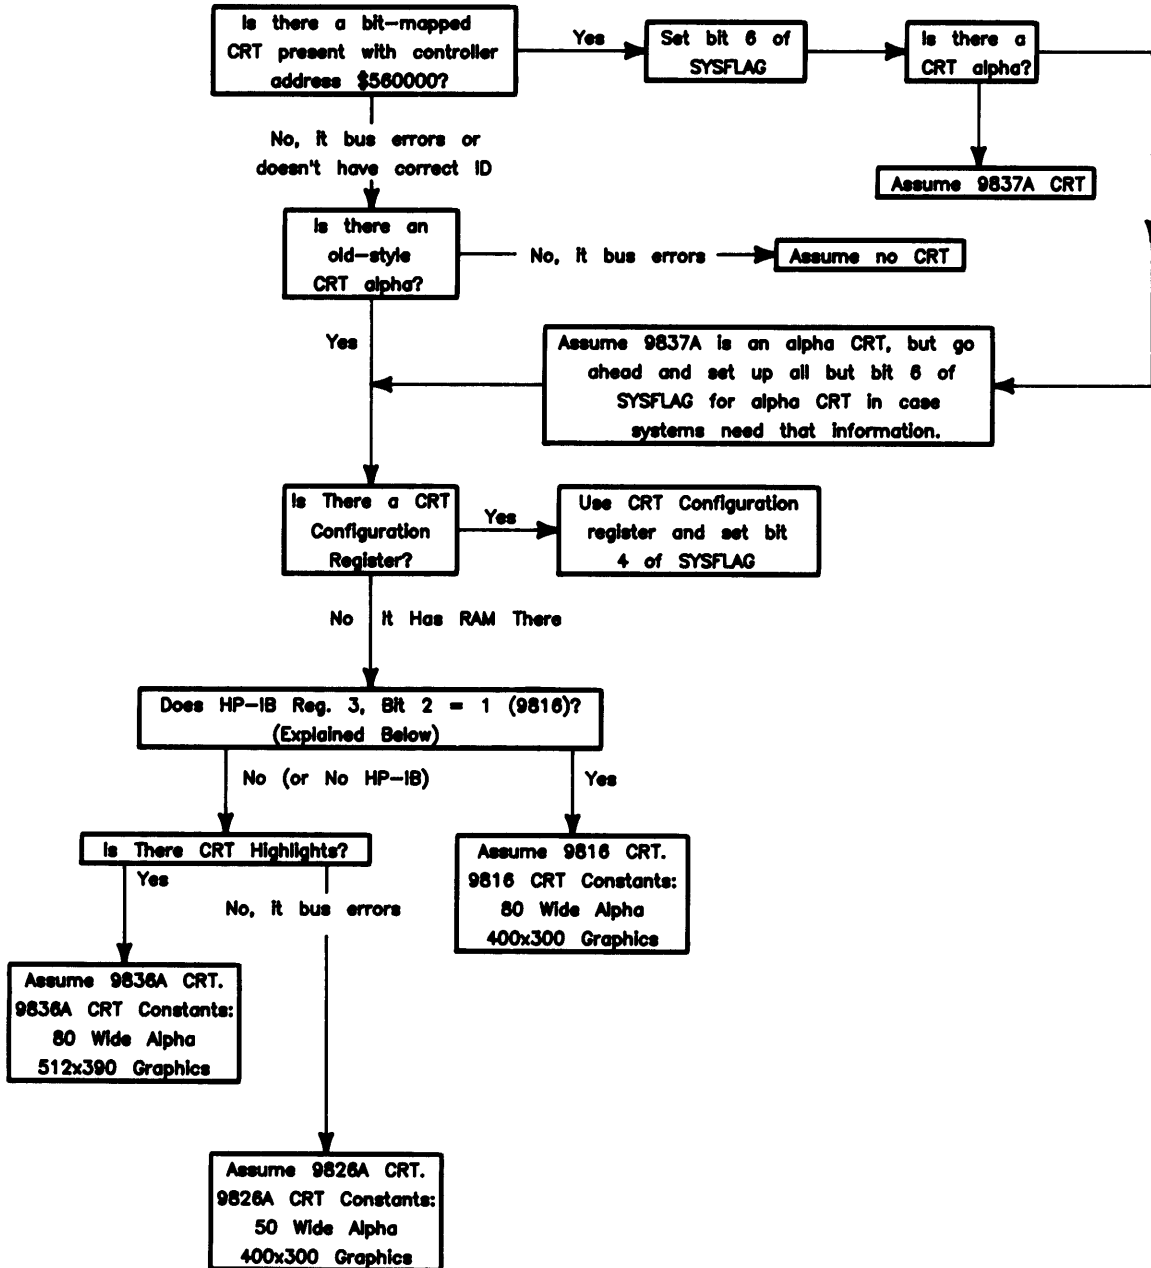 Is there a bit-mapped
CRT present with controller
address $560000?
Yes
Set bit 6 of
SYSFLAG
Is there a
CRT alpha?
No, it bus errors or
doesn't have correct ID
Assume 9837A CRT
Is there an
old-style
CRT alpha?
No, it bus errors
Assume no CRT
Yes
Assume 9837A is an alpha CRT, but go
ahead and set up all but bit 6 of
SYSFLAG for alpha CRT in case
systems need that information.
Is There a CRT
Configuration
Register?
Yes
Use CRT Configuration
register and set bit
4 of SYSFLAG
No it Has RAM There
Does HP-IB Reg. 3, Bit 2 = 1 (9816)?
(Explained Below)
No (or No HP-IB)
Yes
Is There CRT Highlights?
Yes
No, it bus errors
Assume 9816 CRT.
9816 CRT Constants:
80 Wide Alpha
400x300 Graphics
Assume 9836A CRT.
9836A CRT Constants:
80 Wide Alpha
512x390 Graphics
Assume 9826A CRT.
9826A CRT Constants:
50 Wide Alpha
400x300 Graphics